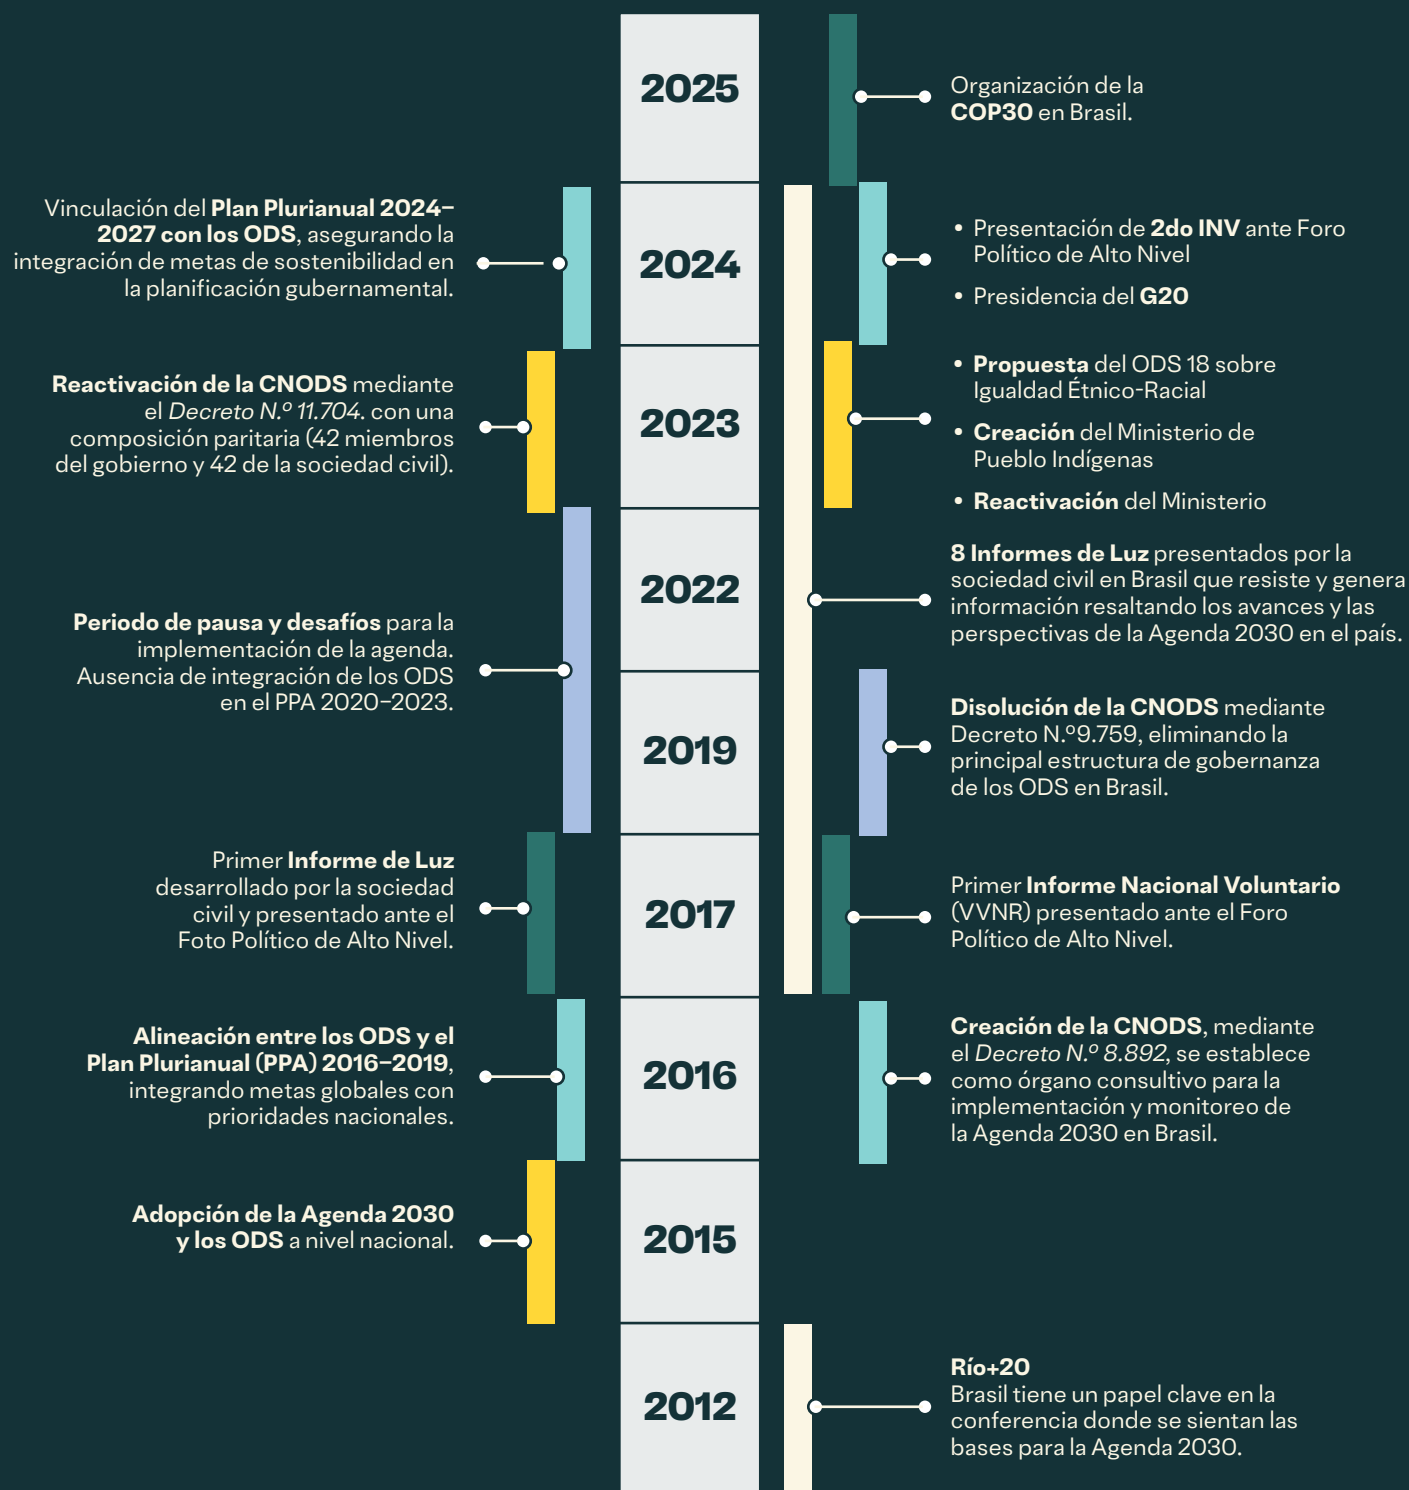 2025
Organización de la
COP30 en Brasil.
Vinculación del Plan Plurianual 2024–
2027 con los ODS, asegurando la
integración de metas de sostenibilidad en
la planificación gubernamental.
2024
• Presentación de 2do INV ante Foro
Político de Alto Nivel
• Presidencia del G20
Reactivación de la CNODS mediante
el Decreto N.º 11.704. con una
composición paritaria (42 miembros
del gobierno y 42 de la sociedad civil).
2023
• Propuesta del ODS 18 sobre
Igualdad Étnico-Racial
• Creación del Ministerio de
Pueblo Indígenas
• Reactivación del Ministerio
Periodo de pausa y desafíos para la
implementación de la agenda.
Ausencia de integración de los ODS
en el PPA 2020–2023.
2022
8 Informes de Luz presentados por la
sociedad civil en Brasil que resiste y genera
información resaltando los avances y las
perspectivas de la Agenda 2030 en el país.
2019
Disolución de la CNODS mediante
Decreto N.º9.759, eliminando la
principal estructura de gobernanza
de los ODS en Brasil.
Primer Informe de Luz
desarrollado por la sociedad
civil y presentado ante el
Foto Político de Alto Nivel.
2017
Primer Informe Nacional Voluntario
(VVNR) presentado ante el Foro
Político de Alto Nivel.
Alineación entre los ODS y el
Plan Plurianual (PPA) 2016–2019,
integrando metas globales con
prioridades nacionales.
2016
Creación de la CNODS, mediante
el Decreto N.º 8.892, se establece
como órgano consultivo para la
implementación y monitoreo de
la Agenda 2030 en Brasil.
Adopción de la Agenda 2030
y los ODS a nivel nacional.
2015
2012
Río+20
Brasil tiene un papel clave en la
conferencia donde se sientan las
bases para la Agenda 2030.